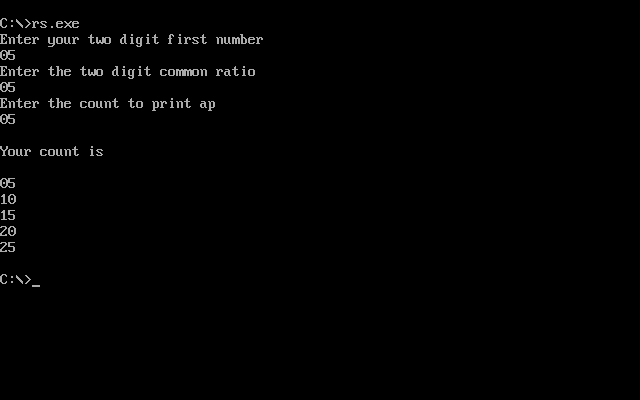 C:\>rs.exe
Enter your two digit first number
05
Enter the two digit common ratio
05
Enter the count to print ap
05
Your count is
05
10
15
20
25
C:\>_